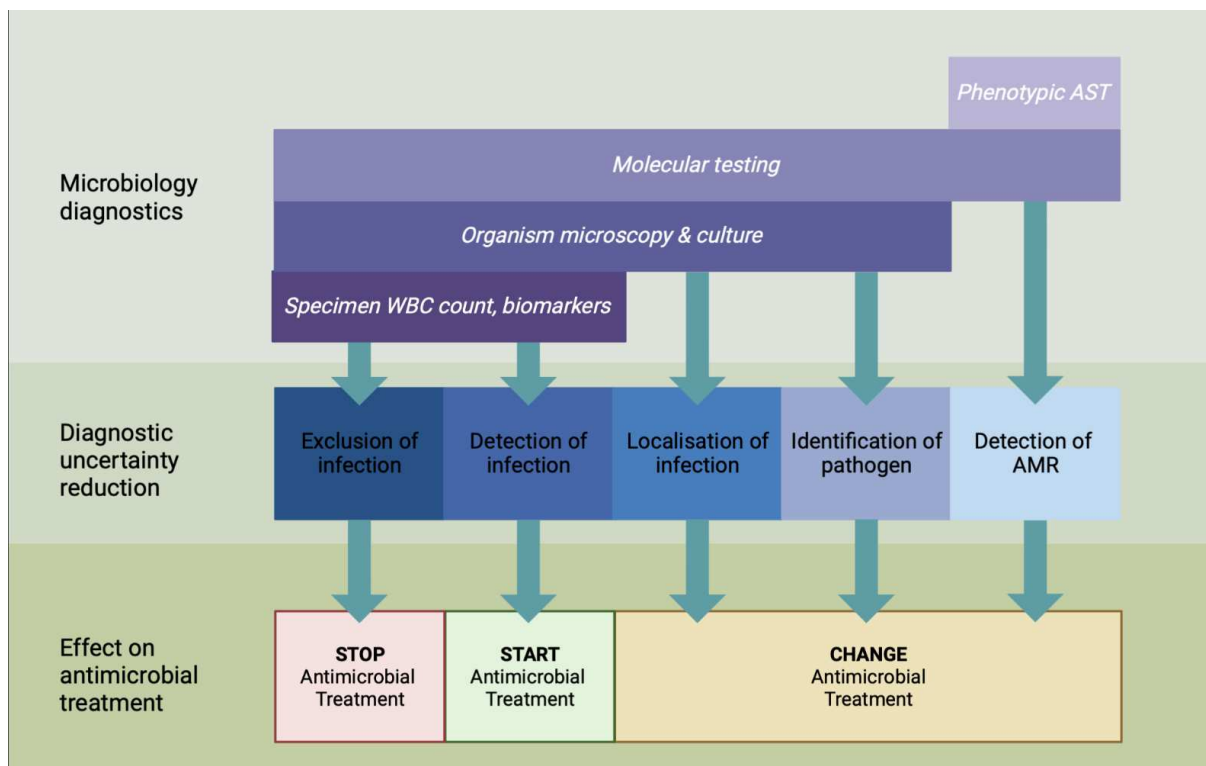 Phenotypic AST
Molecular testing
Microbiology
diagnostics
Organism microscopy & culture
Specimen WBC count, biomarkers
Diagnostic
uncertainty
reduction
Exclusion of
infection
Detection of
infection
Localisation of
infection
Identification of
pathogen
Detection of
AMR
Effect on
antimicrobial
treatment
STOP
Antimicrobial
Treatment
START
Antimicrobial
Treatment
CHANGE
Antimicrobial
Treatment